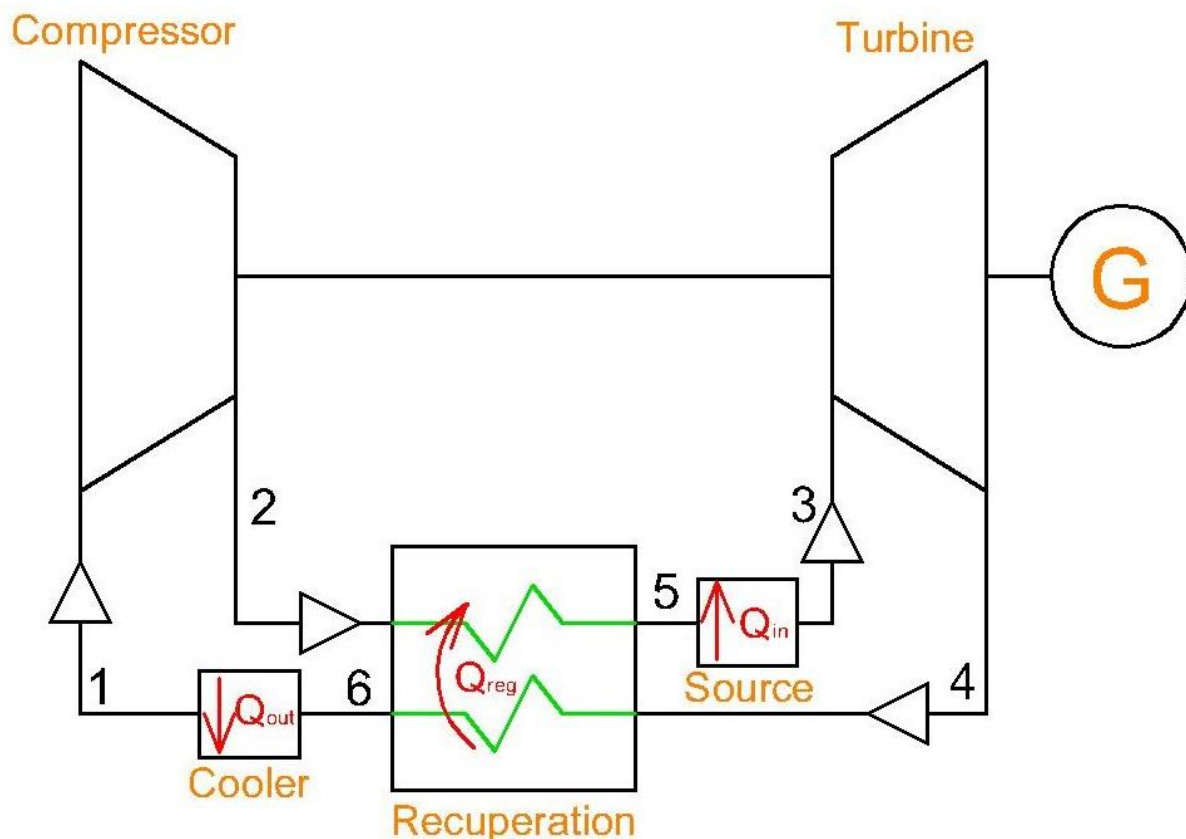 Compressor
Turbine
G
2
3
5
Qin
1
6
Qreg
4
Qout
Source
Cooler
Recuperation